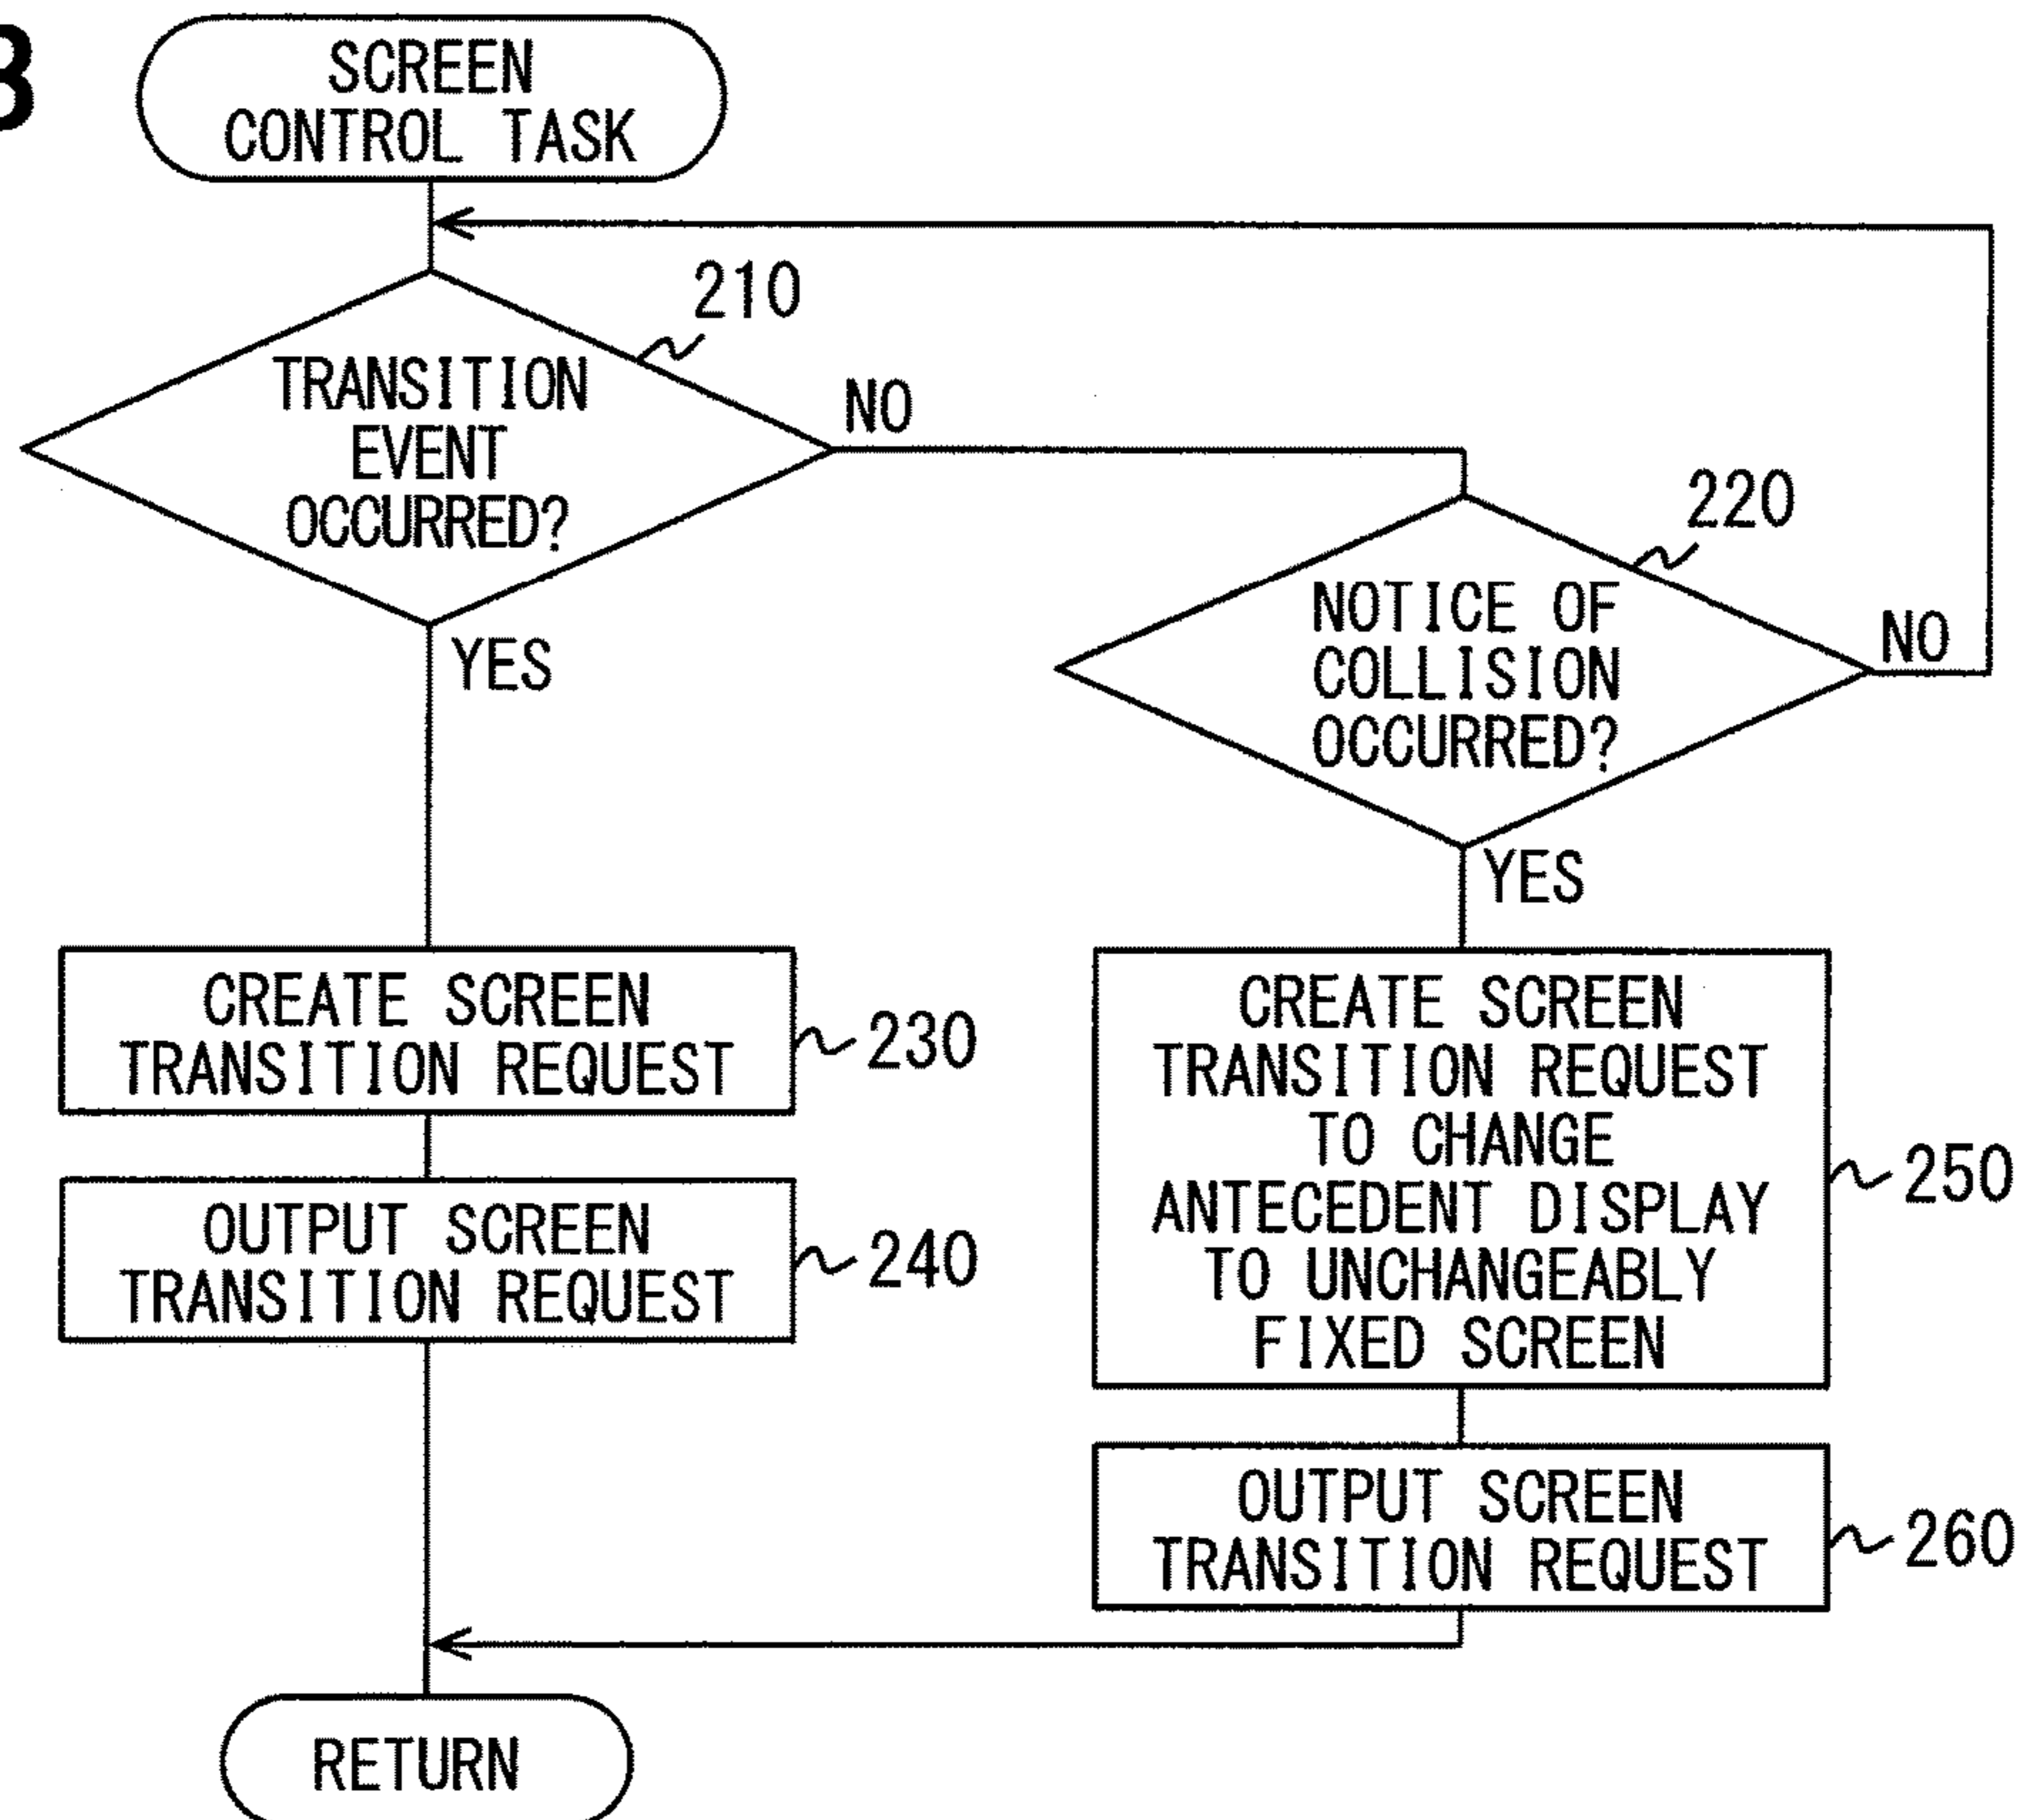 SCREEN
CONTROL TASK
210
TRANSITION
EVENT
OCCURRED?
NO
YES
220
NOTICE OF
COLLISION
OCCURRED?
NO
YES
CREATE SCREEN
TRANSITION REQUEST
230
OUTPUT SCREEN
TRANSITION REQUEST
240
CREATE SCREEN
TRANSITION REQUEST
TO CHANGE
ANTECEDENT DISPLAY
TO UNCHANGEABLY
FIXED SCREEN
250
OUTPUT SCREEN
TRANSITION REQUEST
260
RETURN